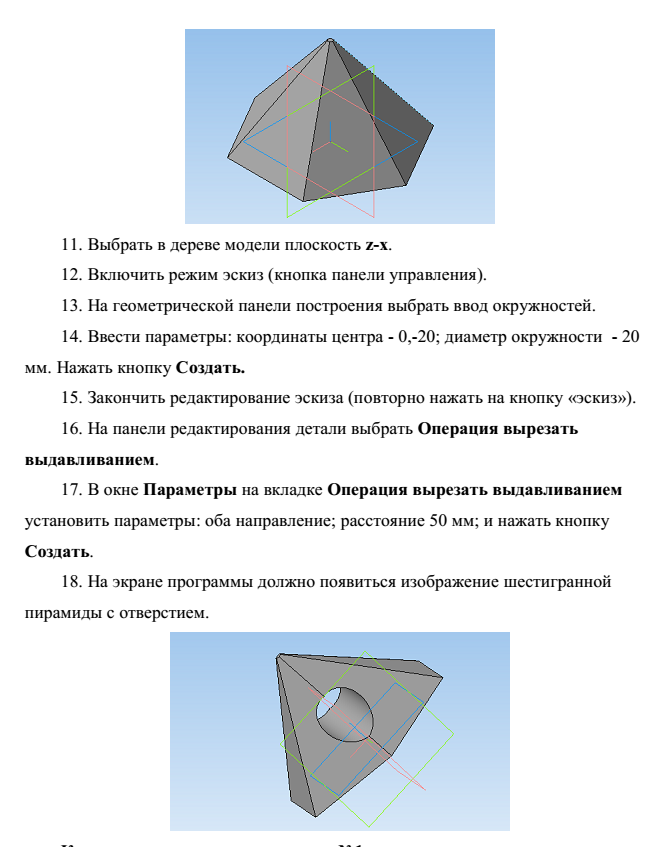 11. Выбрать в дереве модели плоскость z-x.
12. Включить режим эскиз (кнопка панели управления).
13. На геометрической панели построения выбрать ввод окружностей.
14. Ввести параметры: координаты центра - 0,-20; диаметр окружности - 20
мм. Нажать кнопку Создать.
15. Закончить редактирование эскиза (повторно нажать на кнопку «эскиз»).
16. На панели редактирования детали выбрать Операция вырезать
выдавливанием.
17. В окне Параметры на вкладке Операция вырезать выдавливанием
установить параметры: оба направление; расстояние 50 мм; и нажать кнопку
Создать.
18. На экране программы должно появиться изображение шестигранной
пирамиды с отверстием.